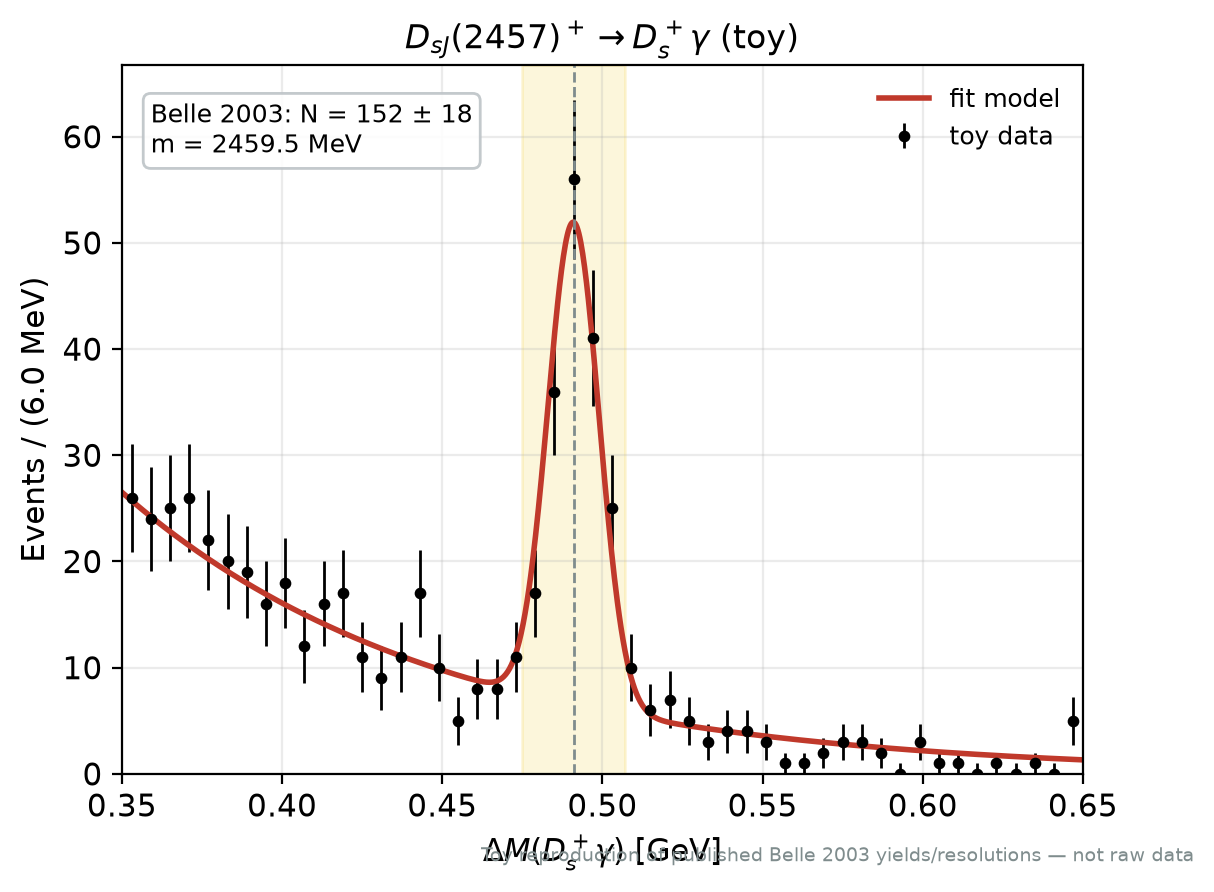 D_sJ(2457)^+ → D_s^+ γ (toy)
Belle 2003: N = 152 ± 18
m = 2459.5 MeV
fit model
toy data
Events / (6.0 MeV)
60
50
40
30
20
10
0
0.35 0.40 0.45 0.50 0.55 0.60 0.65
ΔM(D_s^+ γ) [GeV]
Toy reproduction of published Belle 2003 yields/resolutions — not raw data